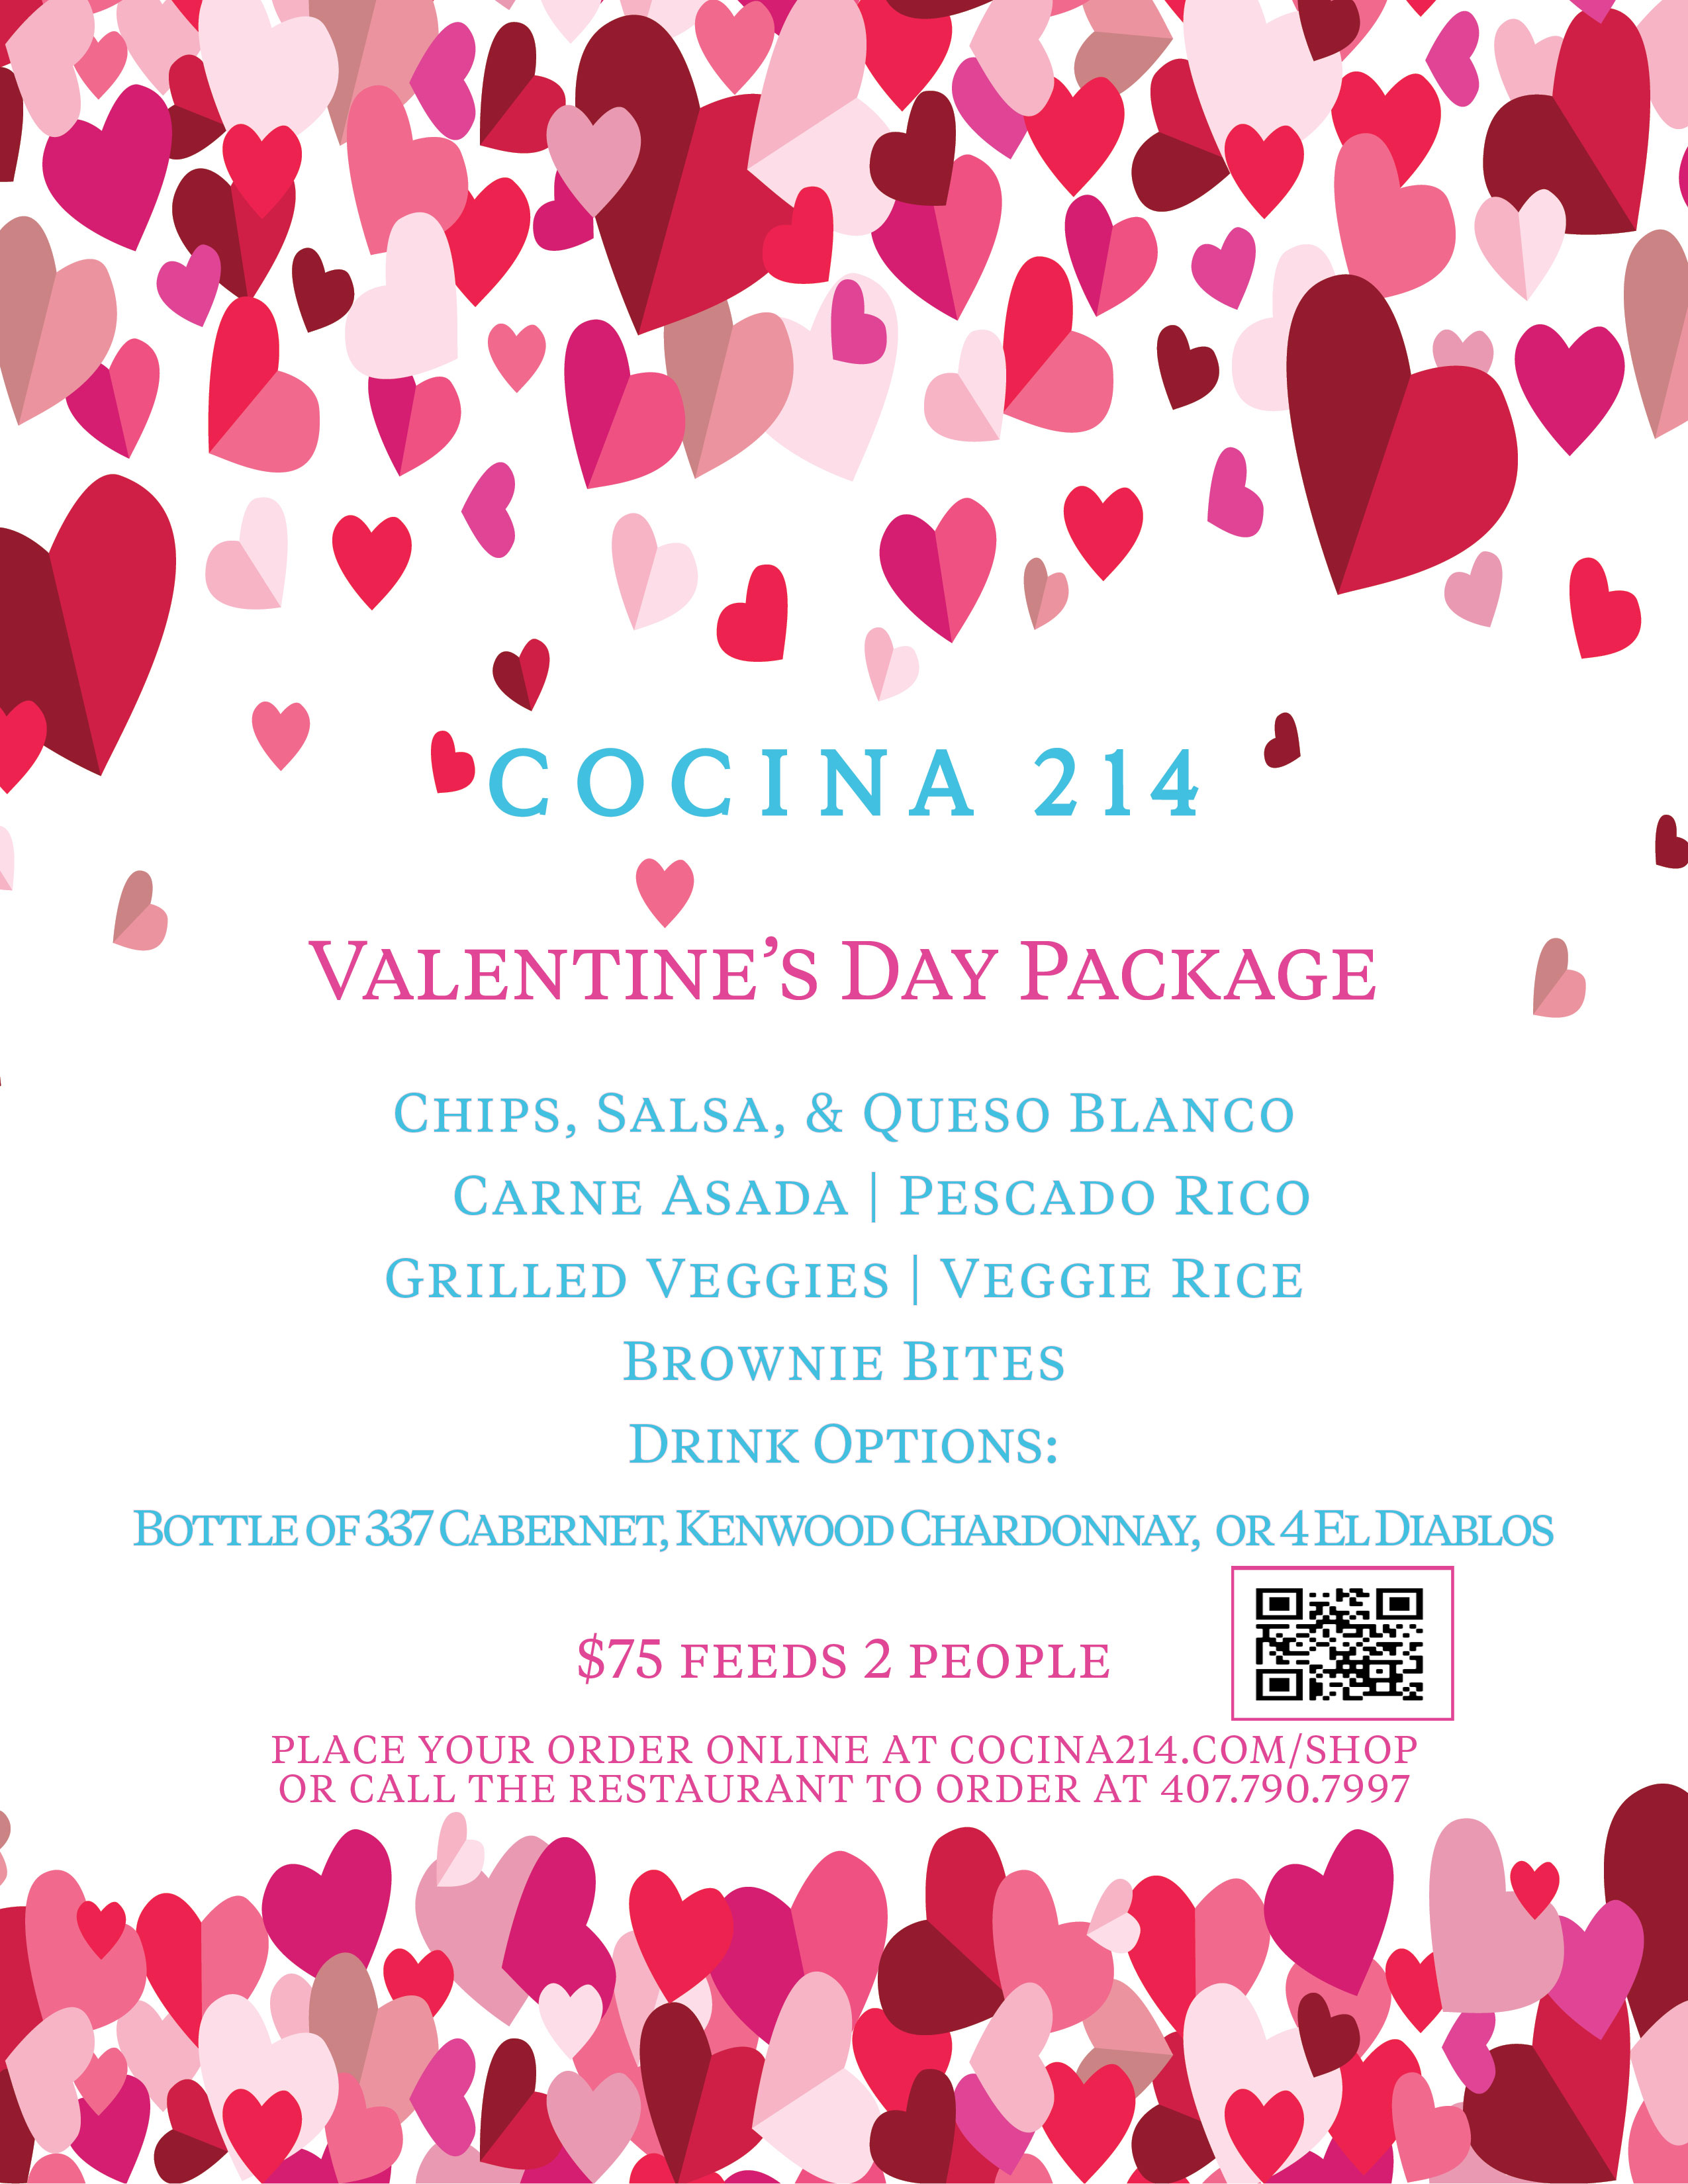 COCINA 214
Valentine's Day Package
Chips, Salsa, & Queso Blanco
Carne Asada | Pescado Rico
Grilled Veggies | Veggie Rice
Brownie Bites
Drink Options:
Bottle of 337 Cabernet, Kenwood Chardonnay, or 4 El Diablos
$75 feeds 2 people
PLACE YOUR ORDER ONLINE AT COCINA214.COM/SHOP
OR CALL THE RESTAURANT TO ORDER AT 407.790.7997